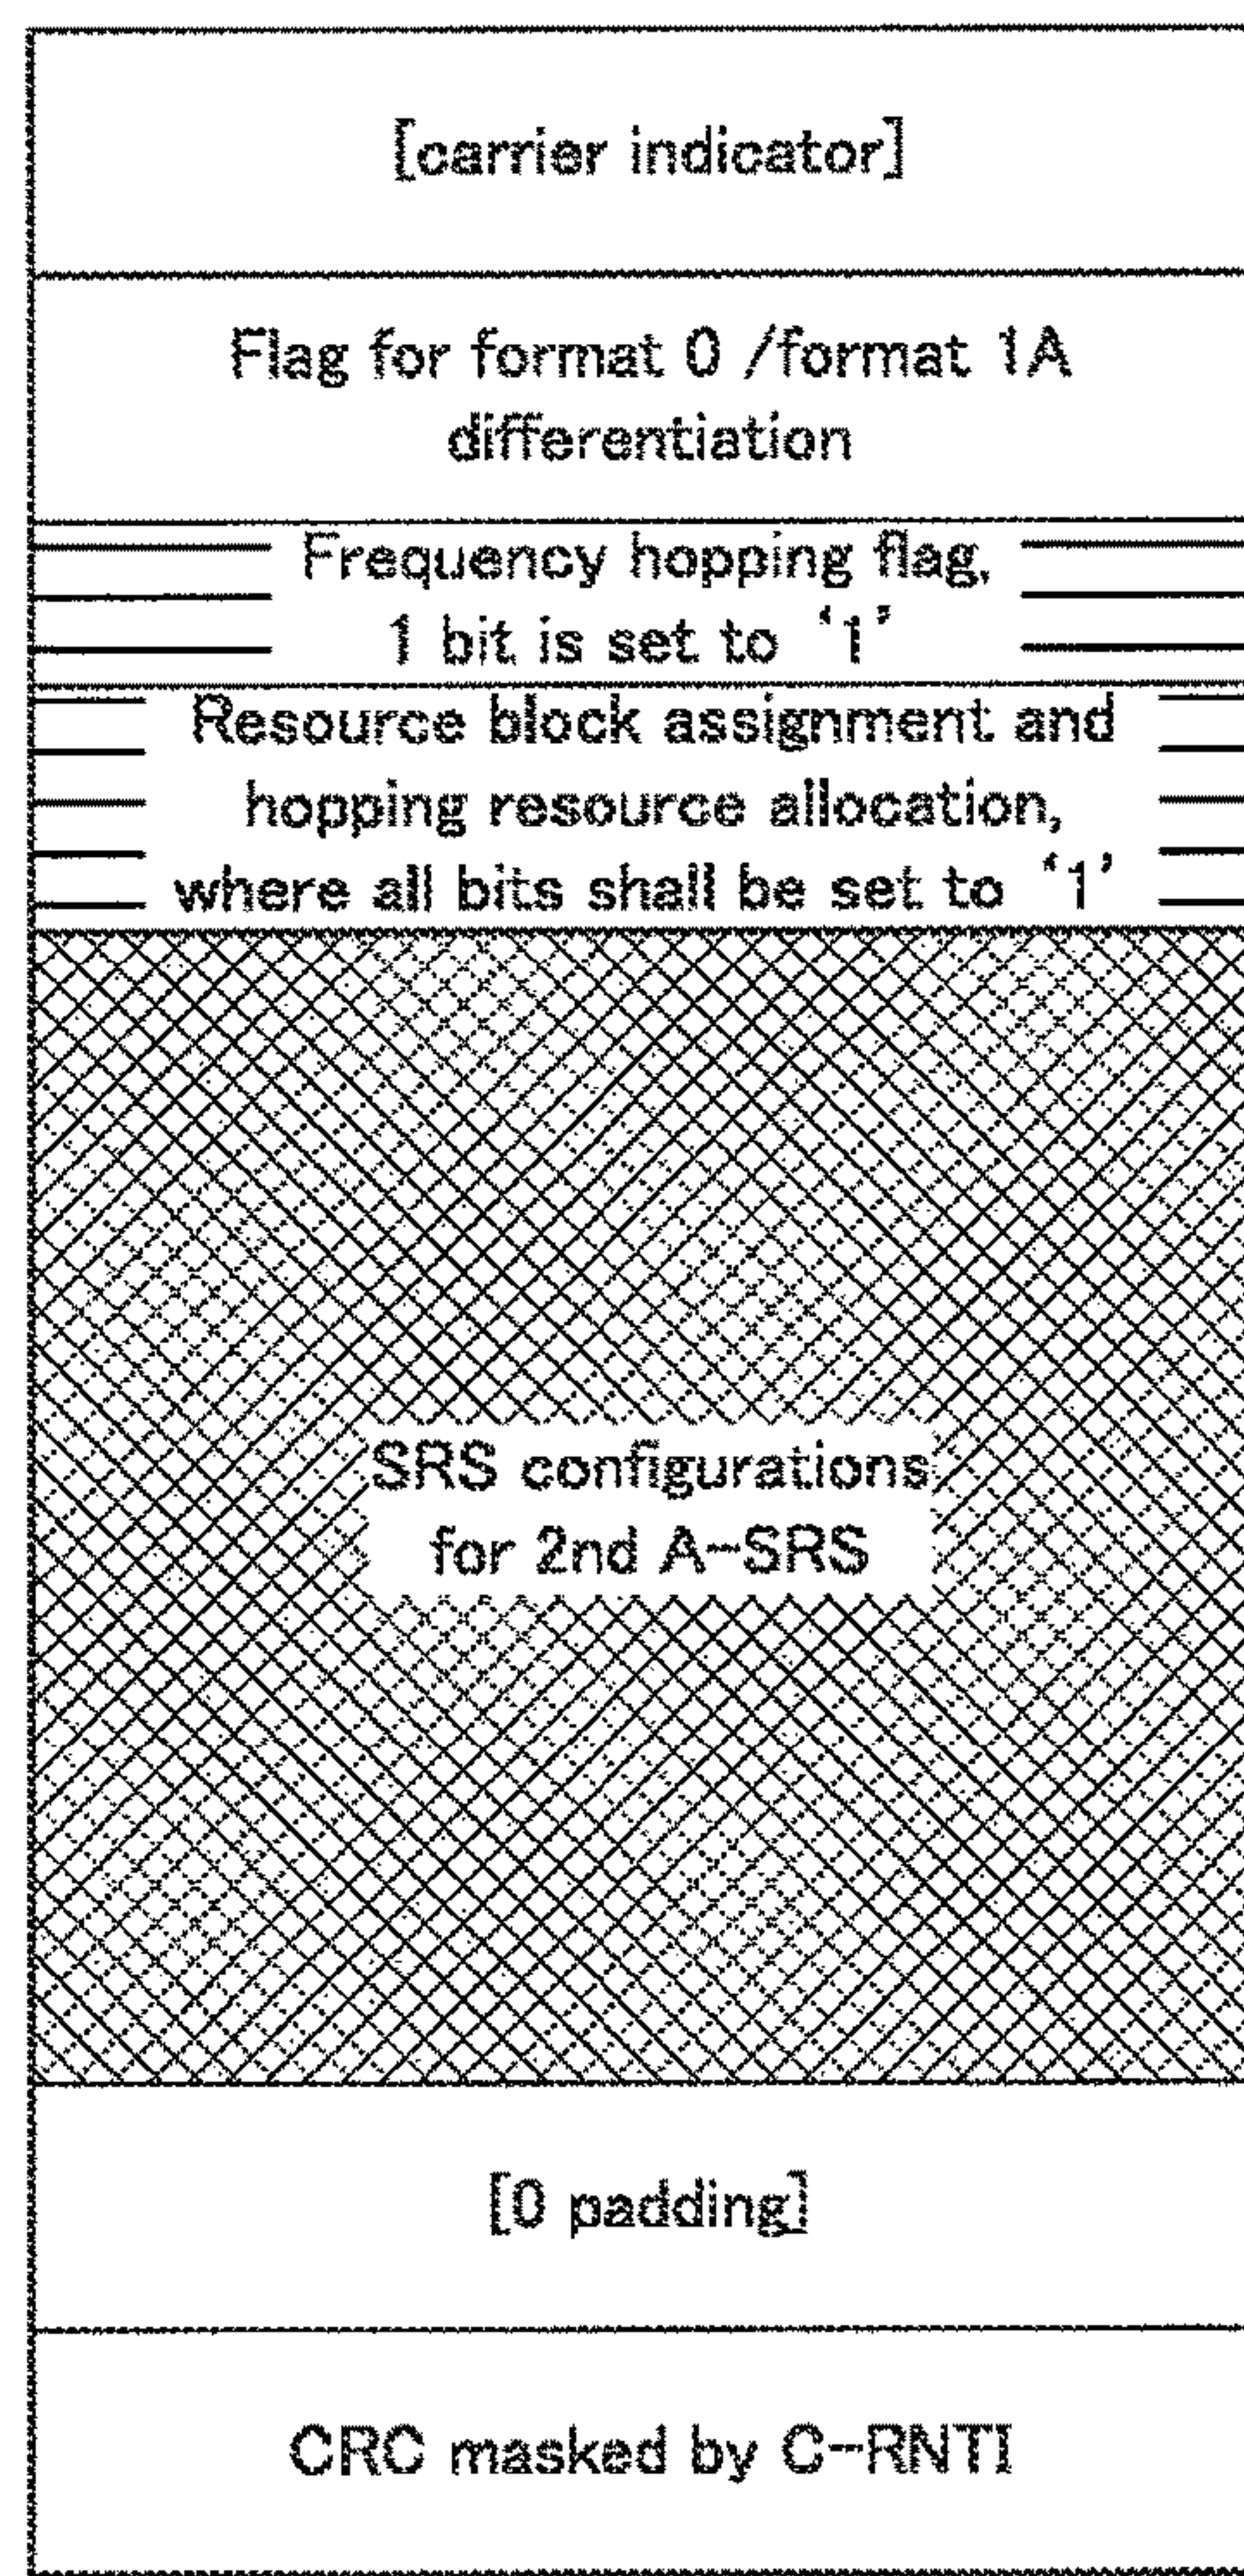 [carrier indicator]
Flag for format 0 /format 1A
differentiation
Frequency hopping flag,
1 bit is set to ‘1’
Resource block assignment and
hopping resource allocation,
where all bits shall be set to ‘1’
SRS configurations
for 2nd A-SRS
[0 padding]
CRC masked by C-RNTI